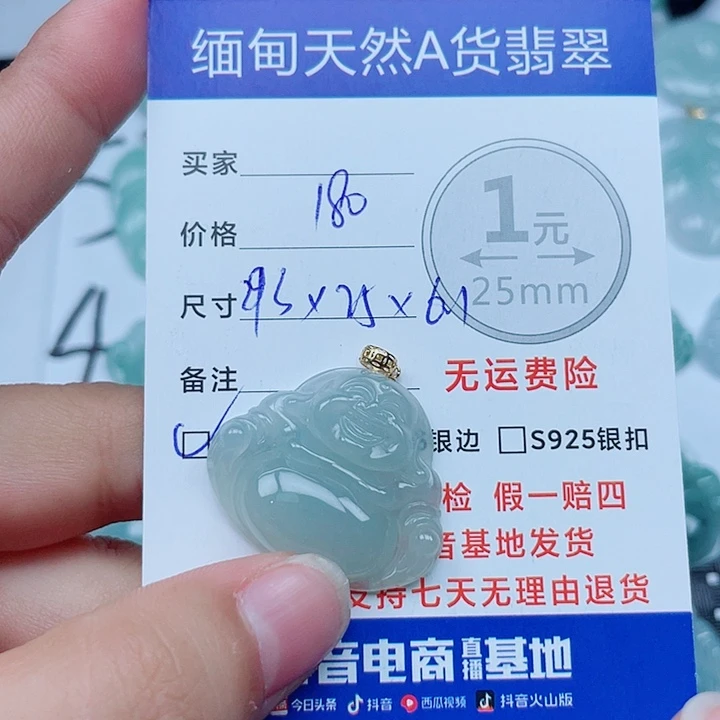 缅甸天然A货翡翠
买家
180
价格
1元
25mm
尺寸
备注
无运费险
银边 □S925银扣
检 假一赔四
音基地发货
支持七天无理由退货
音电商直播基地
今日头条 抖音 西瓜视频 抖音火山版
4